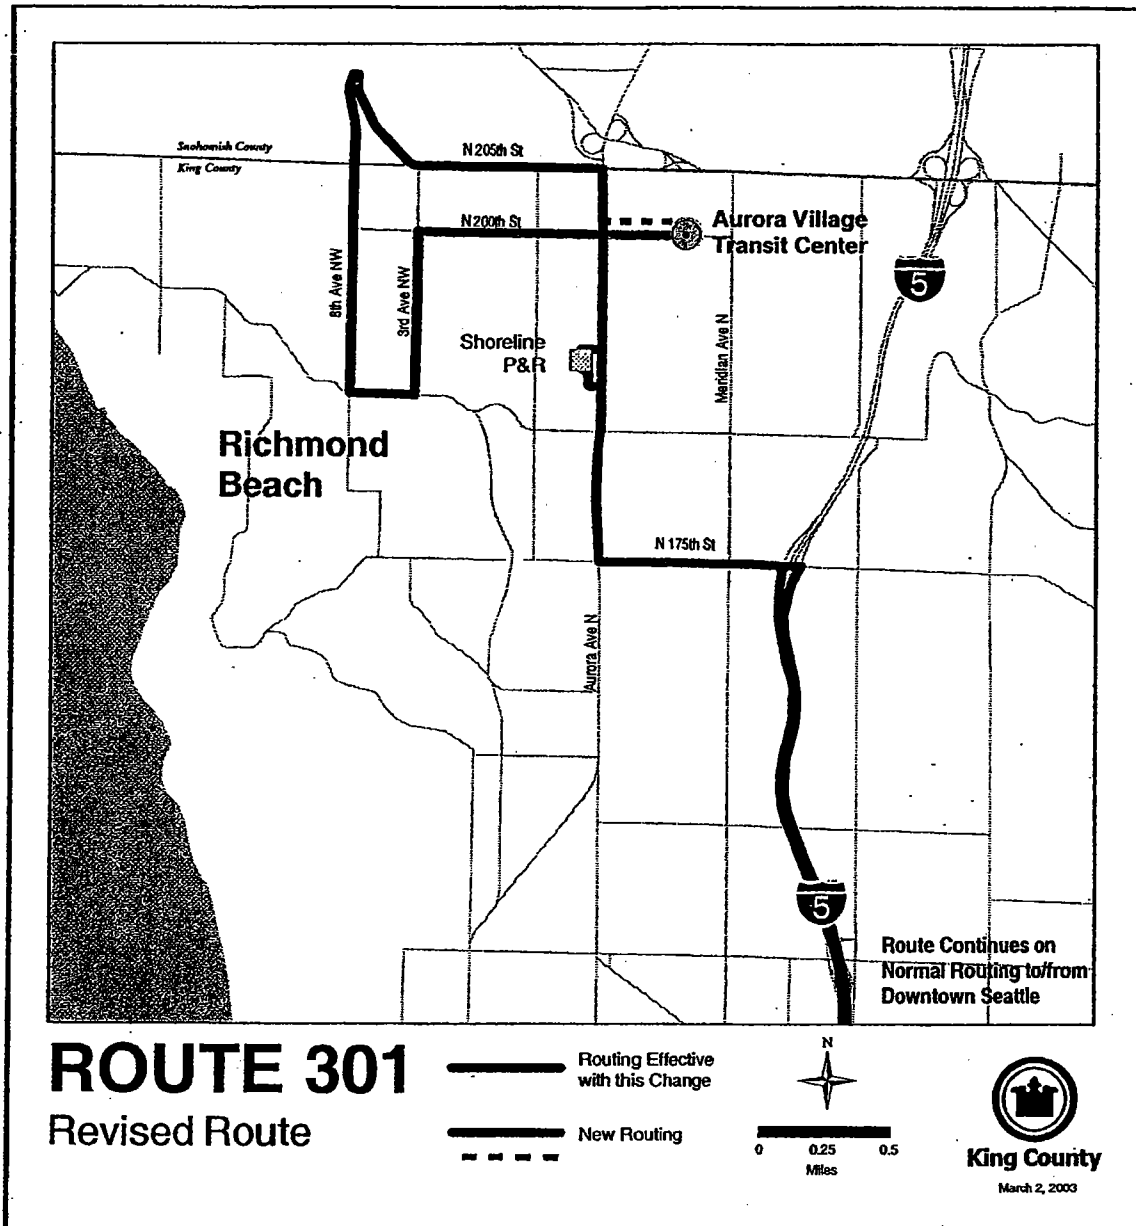 Snohomish County
King County
N 205th St
N 200th St
Aurora Village
Transit Center
8th Ave NW
3rd Ave NW
5
Shoreline
P&R
Meridian Ave N
Richmond
Beach
N 175th St
Aurora Ave N
5
Route Continues on
Normal Routing to/from
Downtown Seattle
ROUTE 301
Revised Route
Routing Effective
with this Change
New Routing
N
0 0.25 0.5
Miles
King County
March 2, 2003